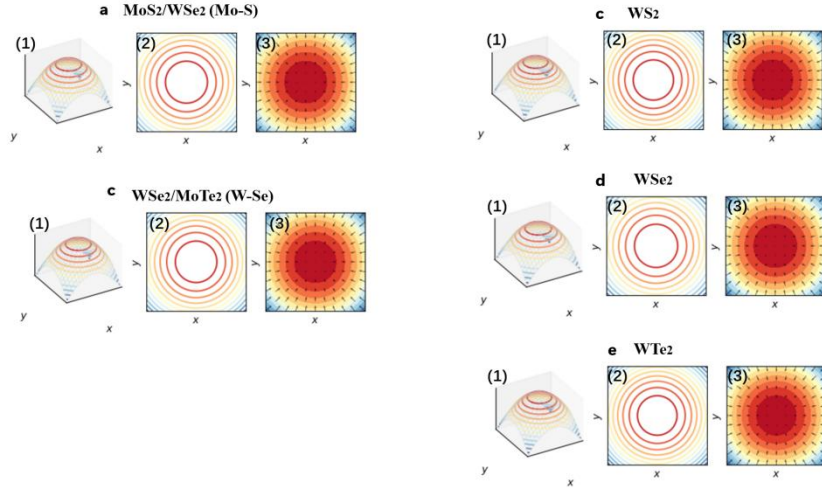 a MoS₂/WSe₂ (Mo-S)
(1) (2) (3)
y x y x y
c WSe₂/MoTe₂ (W-Se)
(1) (2) (3)
y x y x y
c WS₂
(1) (2) (3)
y x y x y
d WSe₂
(1) (2) (3)
y x y x y
e WTe₂
(1) (2) (3)
y x y x y